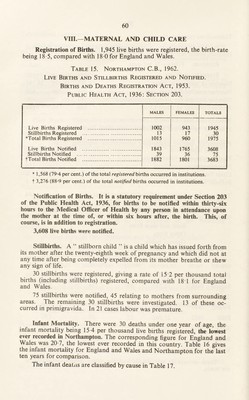 60
VIII.—MATERNAL AND CHILD CARE
Registration of Births. 1,945 live births were registered, the birth-rate
being 18·5, compared with 18·0 for England and Wales.
TABLE 15. NORTHAMPTON C.B., 1962.
LIVE BIRTHS AND STILLBIRTHS REGISTERED AND NOTIFIED.
BIRTHS AND DEATHS REGISTRATION ACT, 1953.
PUBLIC HEALTH ACT, 1936: SECTION 203.
MALES FEMALES TOTALS
Live Births Registered 1002 943 1945
Stillbirths Registered 13 17 30
*Total Births Registered 1015 960 1975
Live Births Notified 1843 1765 3608
Stillbirths Notified 39 36 75
†Total Births Notified 1882 1801 3683
* 1,568 (79·4 per cent.) of the total registered births occurred in institutions.
† 3,276 (88·9 per cent.) of the total notified births occurred in institutions.
Notification of Births. It is a statutory requirement under Section 203
of the Public Health Act, 1936, for births to be notified within thirty-six
hours to the Medical Officer of Health by any person in attendance upon
the mother at the time of, or within six hours after, the birth. This, of
course, is in addition to registration.
3,608 live births were notified.
Stillbirths. A " stillborn child " is a child which has issued forth from
its mother after the twenty-eighth week of pregnancy and which did not at
any time after being completely expelled from its mother breathe or shew
any sign of life.
30 stillbirths were registered, giving a rate of 15·2 per thousand total
births (including stillbirths) registered, compared with 18·1 for England
and Wales.
75 stillbirths were notified, 45 relating to mothers from surrounding
areas. The remaining 30 stillbirths were investigated. 13 of these oc-
curred in primigravida. In 21 cases labour was premature.
Infant Mortality. There were 30 deaths under one year of age, the
infant mortality being 15·4 per thousand live births registered, the lowest
ever recorded in Northampton. The corresponding figure for England and
Wales was 20·7, the lowest ever recorded in this country. Table 16 gives
the infant mortality for England and Wales and Northampton for the last
ten years for comparison.
The infant deaths are classified by cause in Table 17.